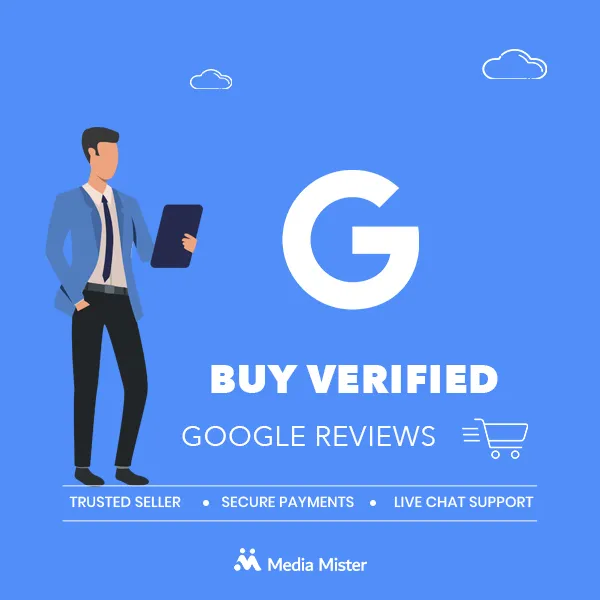 G
BUY VERIFIED
GOOGLE REVIEWS
TRUSTED SELLER • SECURE PAYMENTS • LIVE CHAT SUPPORT
Media Mister